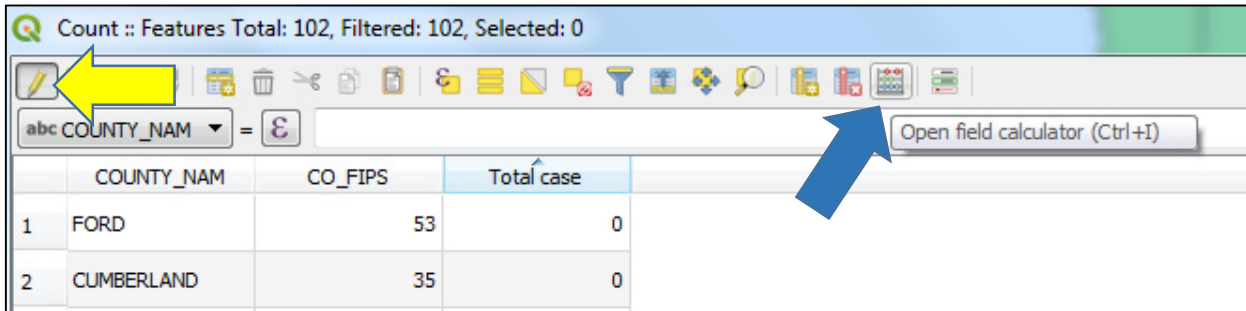 Count :: Features Total: 102, Filtered: 102, Selected: 0
abc COUNTY_NAM = ε
Open field calculator (Ctrl+I)
COUNTY_NAM CO_FIPS Total case
1 FORD 53 0
2 CUMBERLAND 35 0